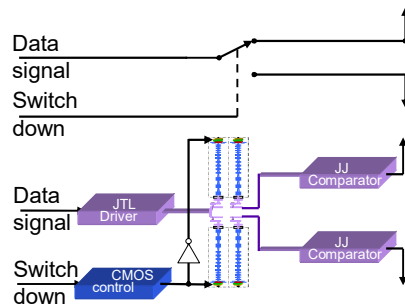 Data
signal
Switch
down
JJ
Comparator
Data
signal
JTL
Driver
JJ
Comparator
Switch
down
CMOS
control